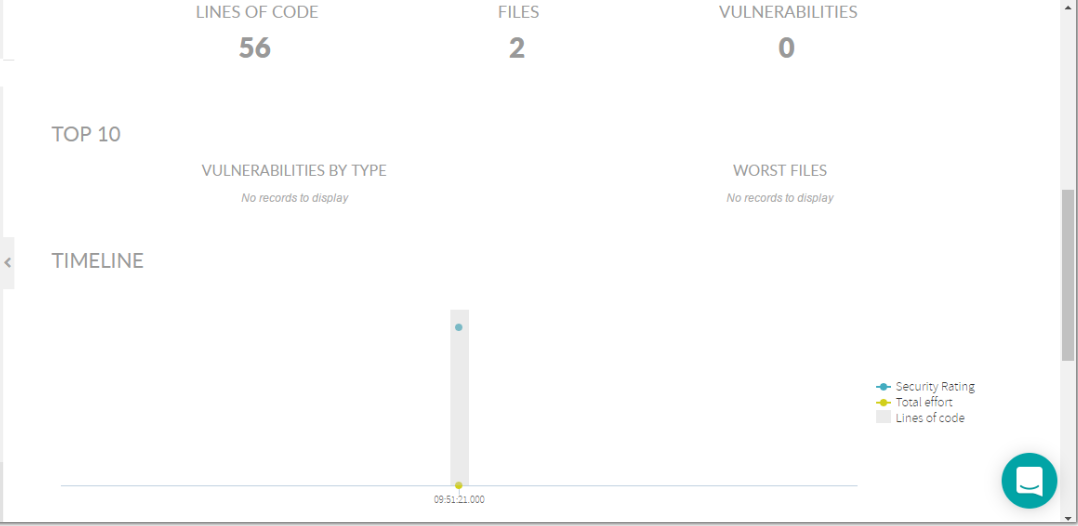 LINES OF CODE
FILES
VULNERABILITIES
56
2
0
TOP 10
VULNERABILITIES BY TYPE
WORST FILES
No records to display
No records to display
TIMELINE
Security Rating
Total effort
Lines of code
09:51:21.000